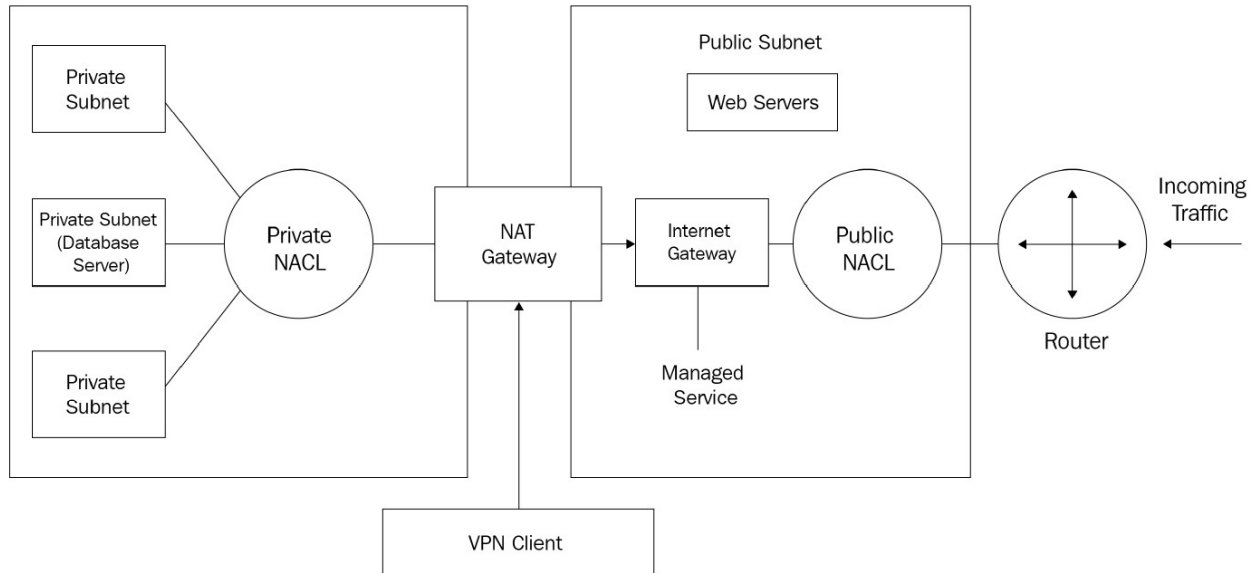 Private
Subnet
Private Subnet
(Database
Server)
Private
Subnet
Private
NACL
NAT
Gateway
VPN Client
Public Subnet
Web Servers
Internet
Gateway
Managed
Service
Public
NACL
Router
Incoming
Traffic